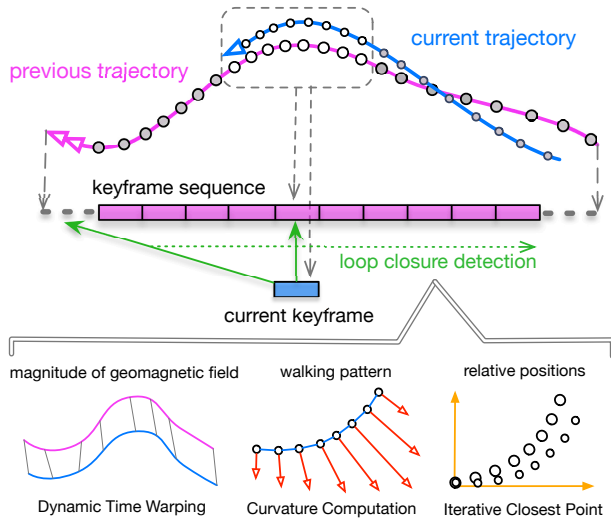 current trajectory
previous trajectory
keyframe sequence
loop closure detection
current keyframe
magnitude of geomagnetic field
walking pattern
relative positions
Dynamic Time Warping
Curvature Computation
Iterative Closest Point